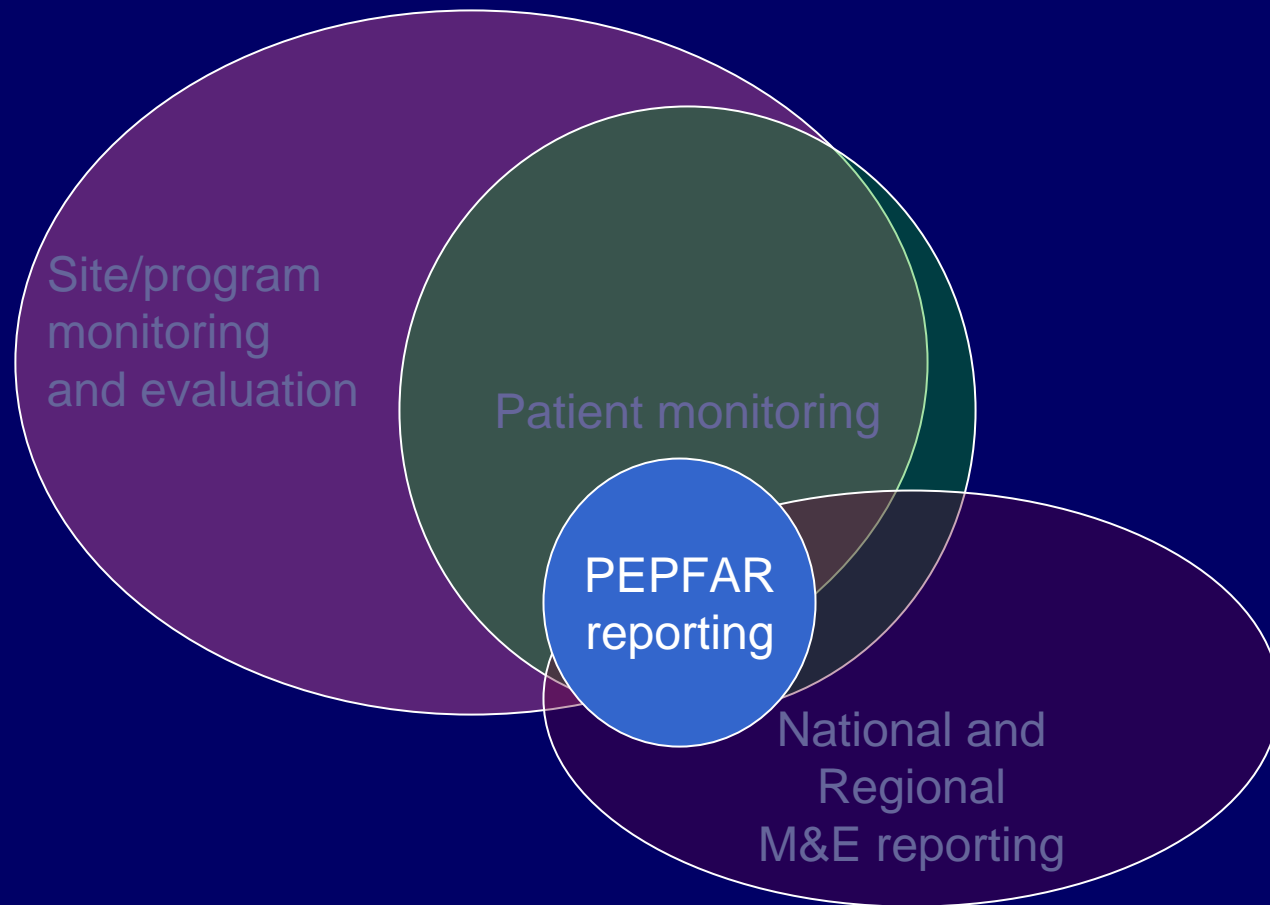 Site/program
monitoring
and evaluation
Patient monitoring
PEPFAR
reporting
National and
Regional
M&E reporting